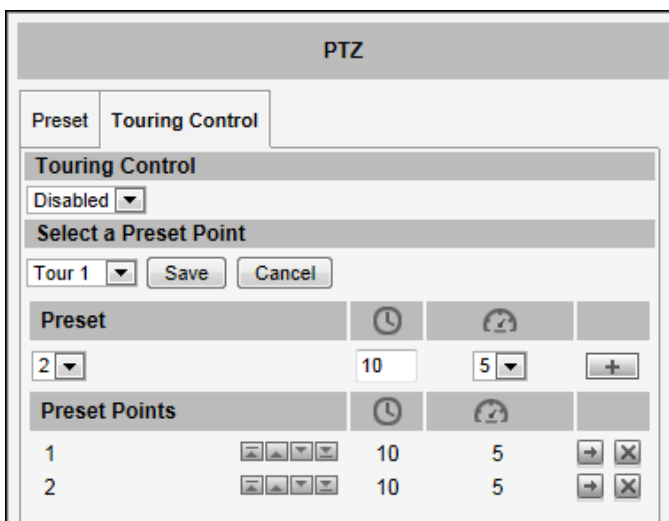 PTZ
Preset Touring Control
Touring Control
Disabled
Select a Preset Point
Tour 1 Save Cancel
Preset
2 10 5 +
Preset Points
1 10 5
2 10 5